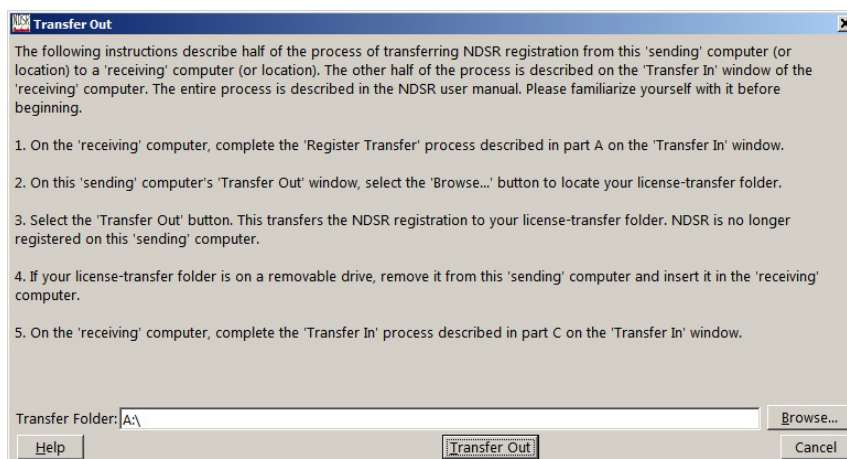 Transfer Out
The following instructions describe half of the process of transferring NDSR registration from this 'sending' computer (or
location) to a 'receiving' computer (or location). The other half of the process is described on the 'Transfer In' window of the
'receiving' computer. The entire process is described in the NDSR user manual. Please familiarize yourself with it before
beginning.
1. On the 'receiving' computer, complete the 'Register Transfer' process described in part A on the 'Transfer In' window.
2. On this 'sending' computer's 'Transfer Out' window, select the 'Browse...' button to locate your license-transfer folder.
3. Select the 'Transfer Out' button. This transfers the NDSR registration to your license-transfer folder. NDSR is no longer
registered on this 'sending' computer.
4. If your license-transfer folder is on a removable drive, remove it from this 'sending' computer and insert it in the 'receiving'
computer.
5. On the 'receiving' computer, complete the 'Transfer In' process described in part C on the 'Transfer In' window.
Transfer Folder: A:\ Browse...
Help Transfer Out Cancel